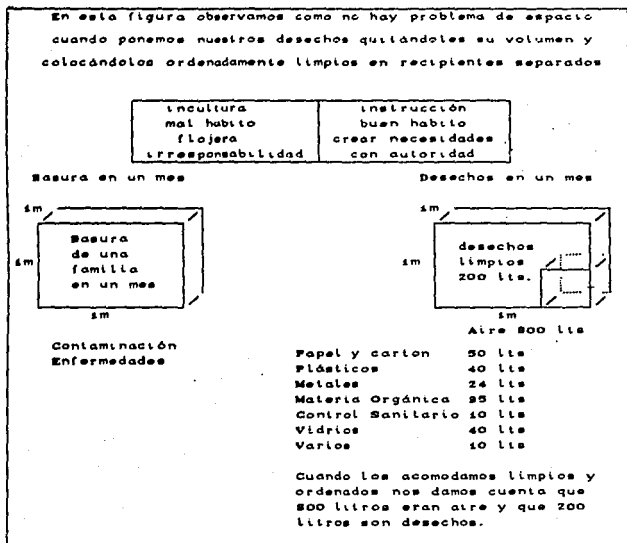 En esta figura observamos como no hay problema de espacio
cuando ponemos nuestros desechos quitándoles su volumen y
colocándolos ordenadamente limpios en recipientes separados
incultura instrucción
mal habito buen habito
flojera crear necesidades
irresponsabilidad con autoridad
Basura en un mes Desechos en un mes
1m 1m
Basura
de una
familia
en un mes
1m
1m
desechos
limpios
200 lts.
1m
1m
Aire 800 lts
Contaminación
Enfermedades
Papel y carton 50 lts
Plásticos 40 lts
Metales 24 lts
Materia Orgánica 25 lts
Control Sanitario 10 lts
Vidrios 40 lts
Varios 10 lts
Cuando los acomodamos limpios y
ordenados nos damos cuenta que
800 litros eran aire y que 200
litros son desechos.